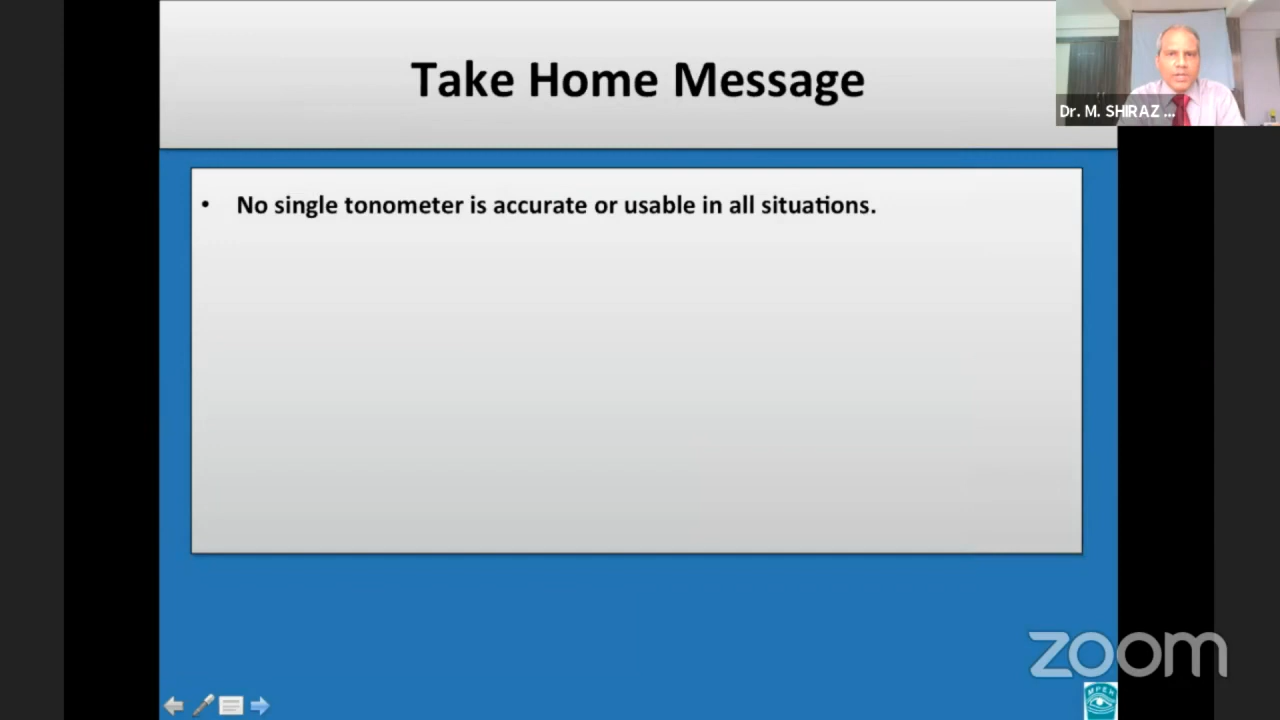 Take Home Message
Dr. M. SHIRAZ ...
• No single tonometer is accurate or usable in all situations.
zoom